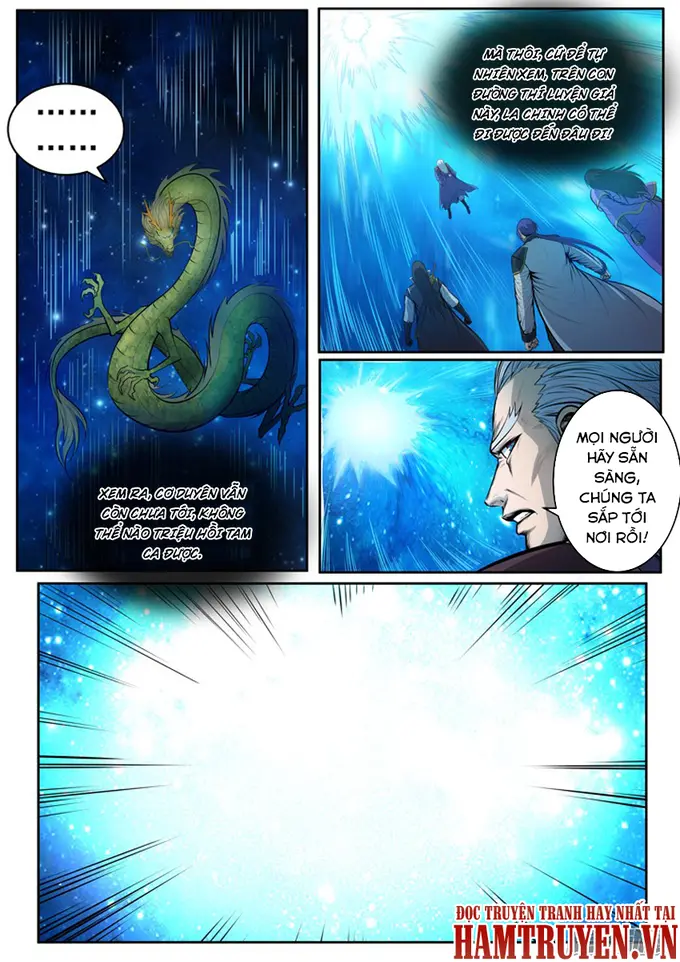 ......
......
XEM RA, CƠ DUYÊN VẪN
CÒN CHƯA TỚI, KHÔNG
THỂ NÀO TRIỆU HỒI TAM
CA ĐƯỢC.
MÀ THÔI, CỨ ĐỂ TỰ
NHIÊN XEM, TRÊN CON
ĐƯỜNG THÍ LUYỆN GIẢ
NÀY, LA CHINH CÓ THỂ
ĐI ĐƯỢC ĐẾN ĐÂU ĐI!
MỌI NGƯỜI
HÃY SẴN
SÀNG,
CHÚNG TA
SẮP TỚI
NƠI RỒI!
ĐỌC TRUYỆN TRANH HAY NHẤT TẠI
HAMTRUYEN.VN